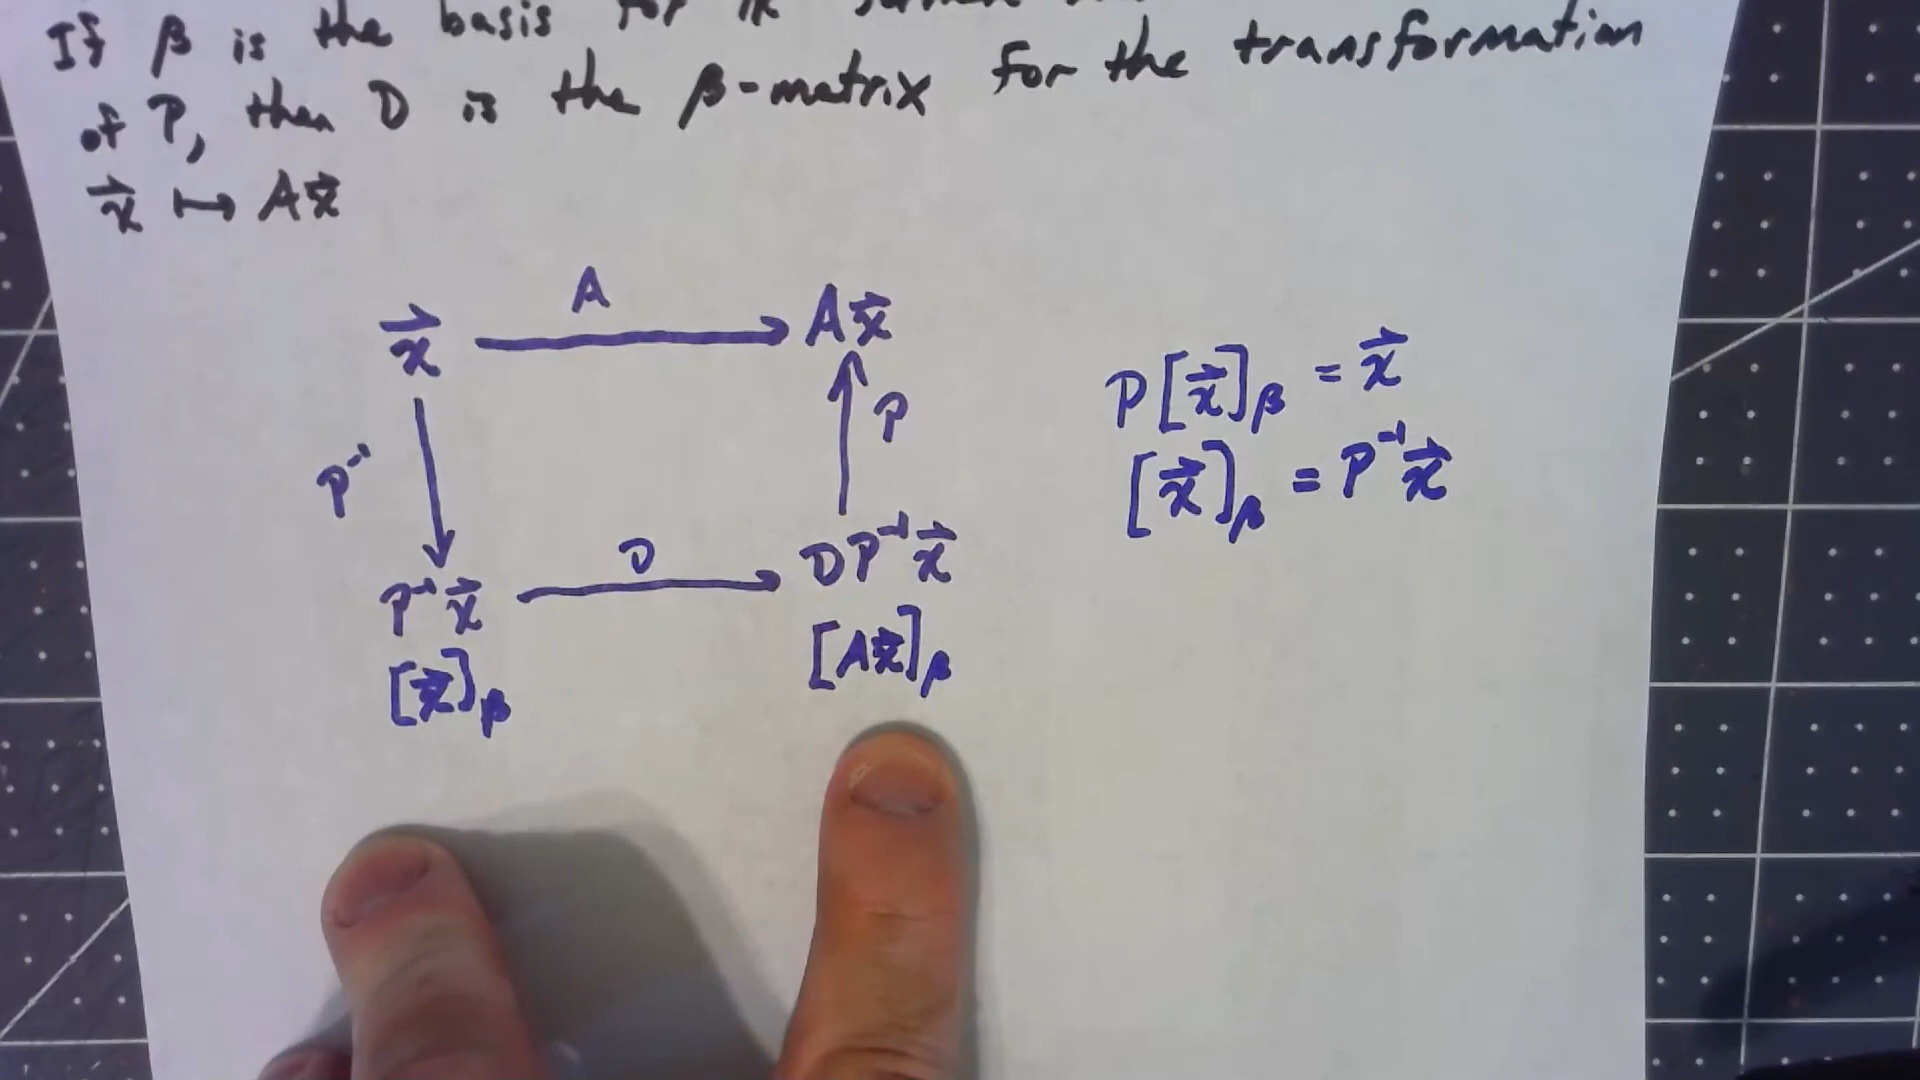 If β is the basis for
of P, then D is the β-matrix for the transformation
x⃗ ↦ Ax⃗
A
x⃗ → Ax⃗
P⁻¹
P
D
P⁻¹x⃗ → DP⁻¹x⃗
[x⃗]β
[Ax⃗]β
P[x⃗]β = x⃗
[x⃗]β = P⁻¹x⃗